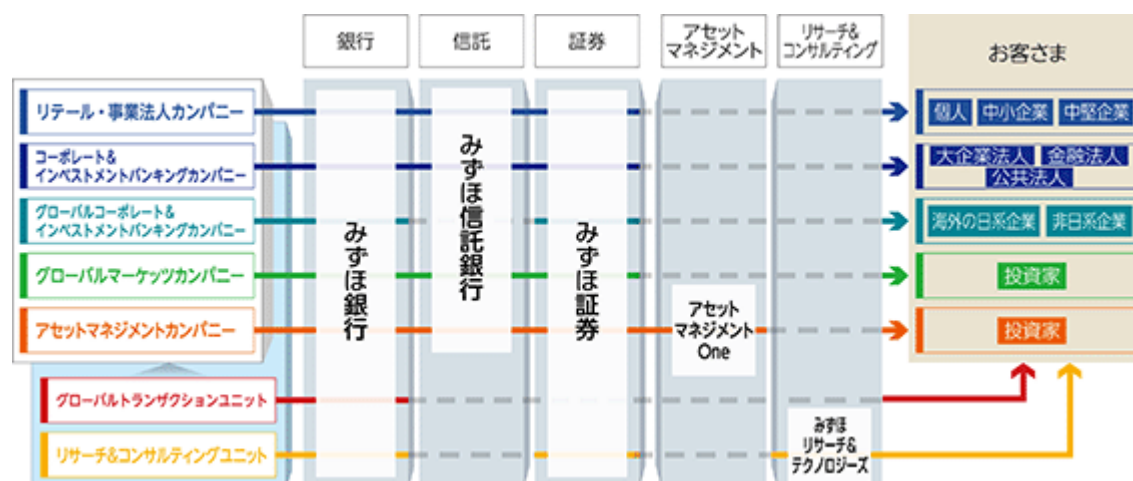 銀行
信託
証券
アセット
マネジメント
リサーチ&
コンサルティング
お客さま
リテール・事業法人カンパニー
個人 中小企業 中堅企業
コーポレート&
インベストメントバンキングカンパニー
大企業法人 金融法人
公共法人
グローバルコーポレート&
インベストメントバンキングカンパニー
海外の日系企業 非日系企業
グローバルマーケッツカンパニー
投資家
アセットマネジメントカンパニー
投資家
みずほ銀行
みずほ信託銀行
みずほ証券
アセット
マネジメント
One
グローバルトランザクションユニット
リサーチ&コンサルティングユニット
みずほ
リサーチ&
テクノロジーズ